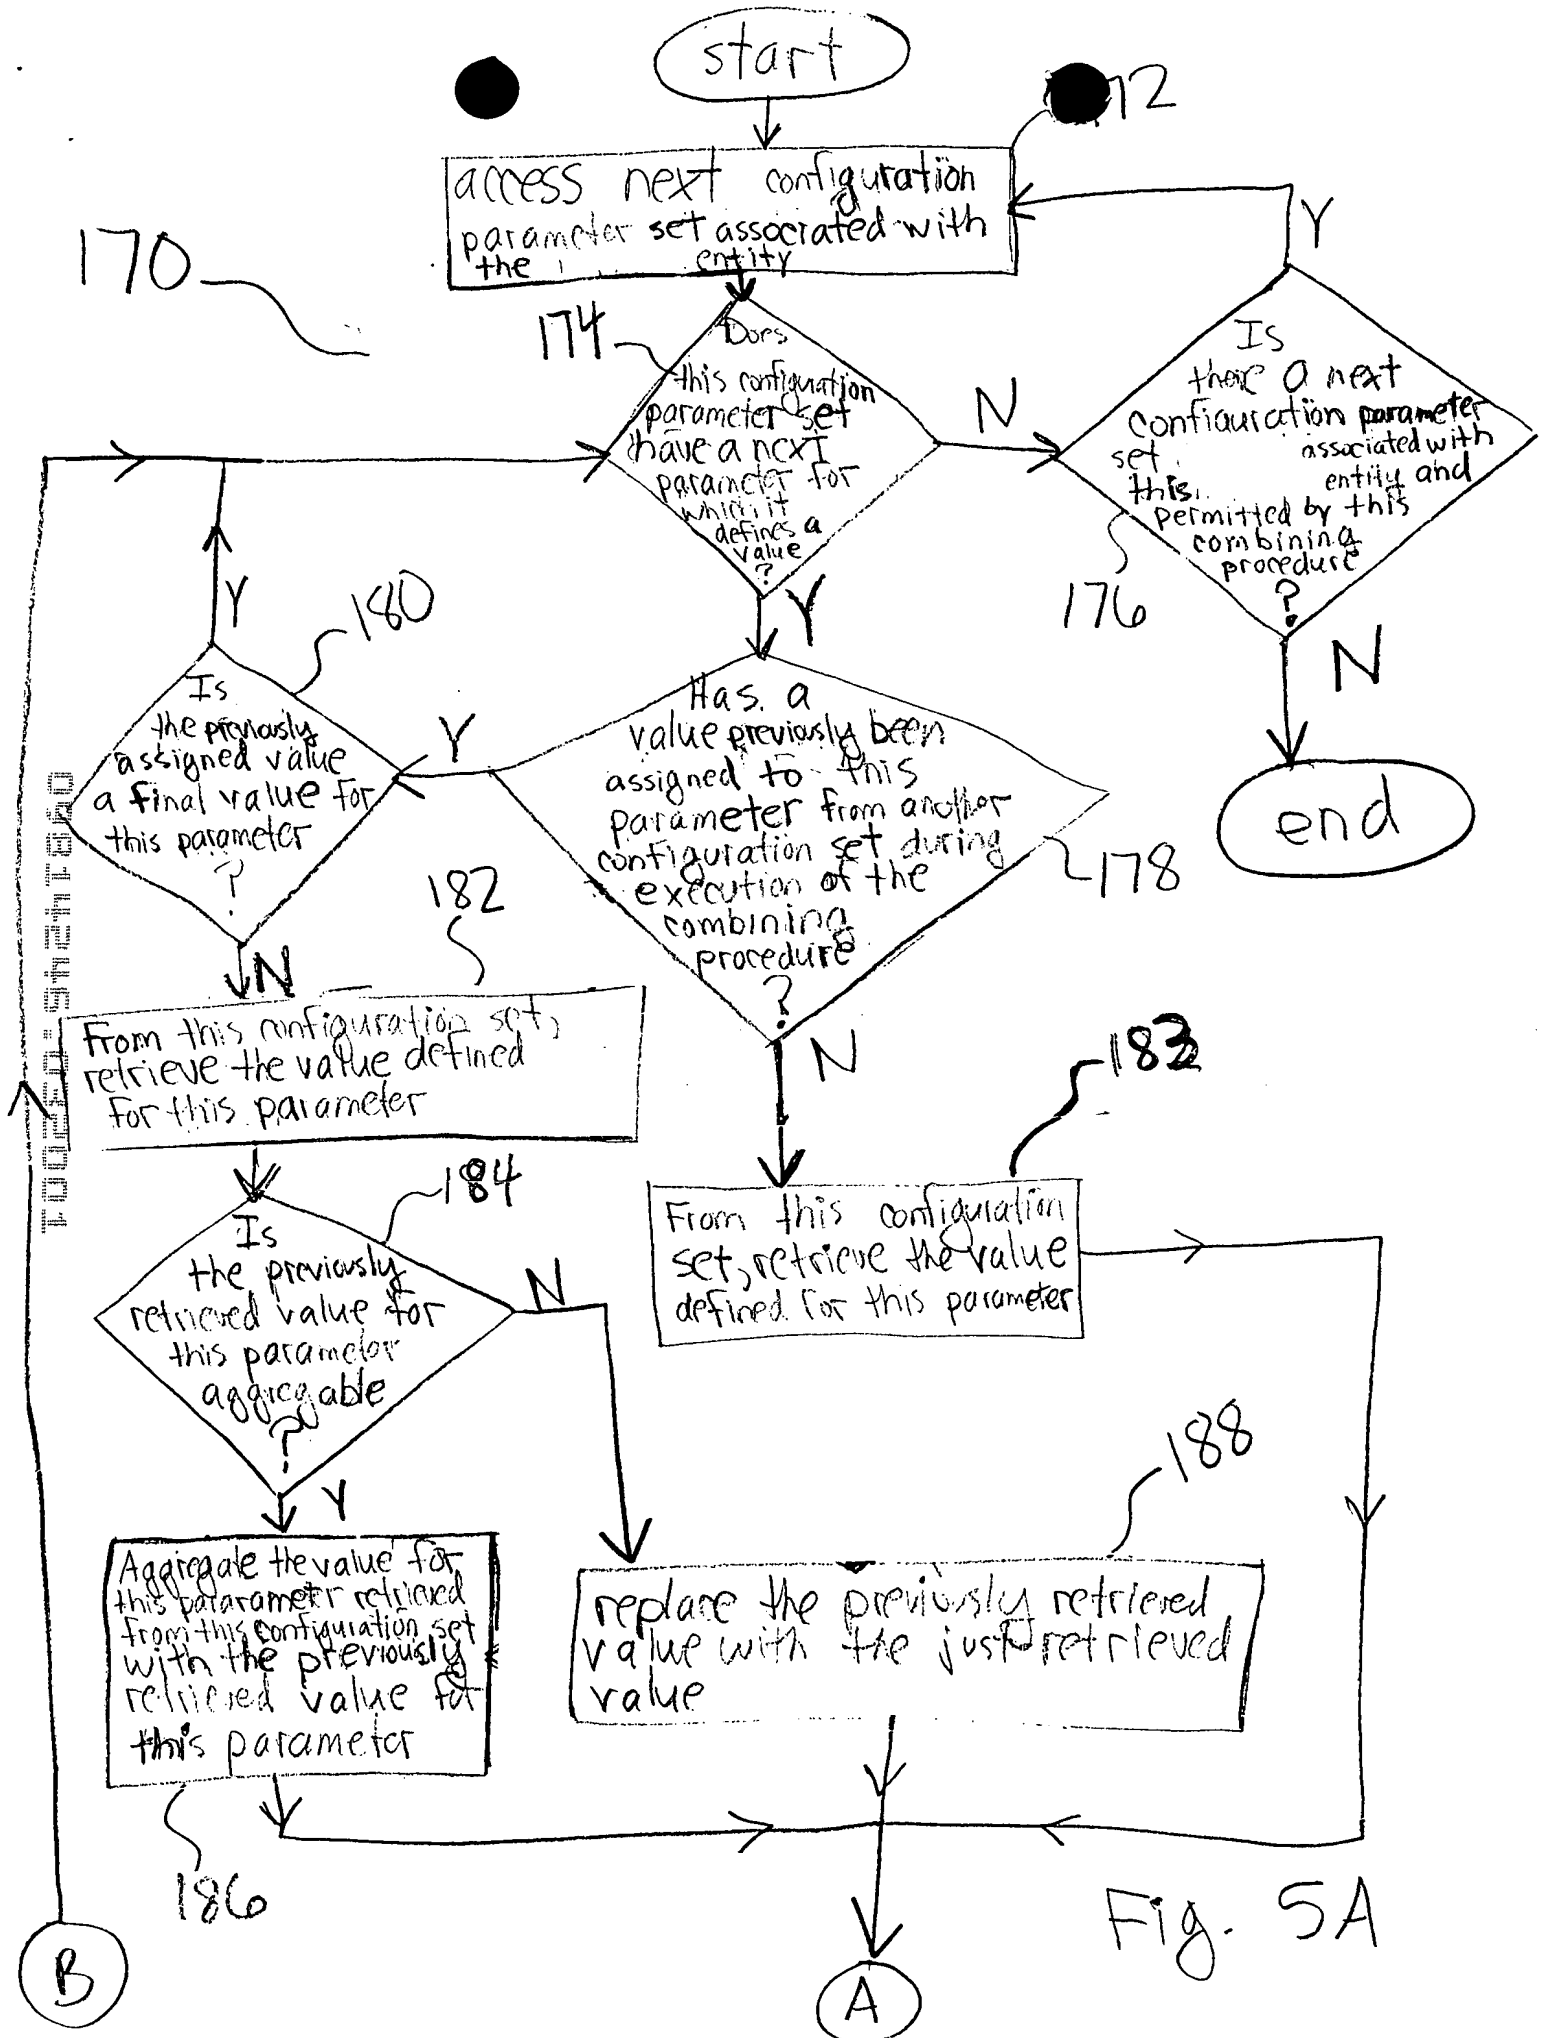 start
72
access next configuration
parameter set associated with
the entity
170
174
Does
this configuration
parameter set
have a next
parameter for
which it
defines a
value
?
N
Y
Is
there a next
configuration parameter
set associated with
this entity and
permitted by this
combining
procedure
?
176
Y
N
end
Has a
value previously been
assigned to this
parameter from another
configuration set during
execution of the
combining
procedure
?
178
Y
N
180
Y
Is
the previously
assigned value
a final value for
this parameter
?
N
182
From this configuration set,
retrieve the value defined
for this parameter
183
From this configuration
set, retrieve the value
defined for this parameter
184
Is
the previously
retrieved value for
this parameter
aggregable
?
N
Y
Aggregate the value for
this pararameter retrieved
from this configuration set
with the previously
retrieved value for
this parameter
186
188
replace the previously retrieved
value with the just retrieved
value
B
A
Fig. 5A
09814245.032001